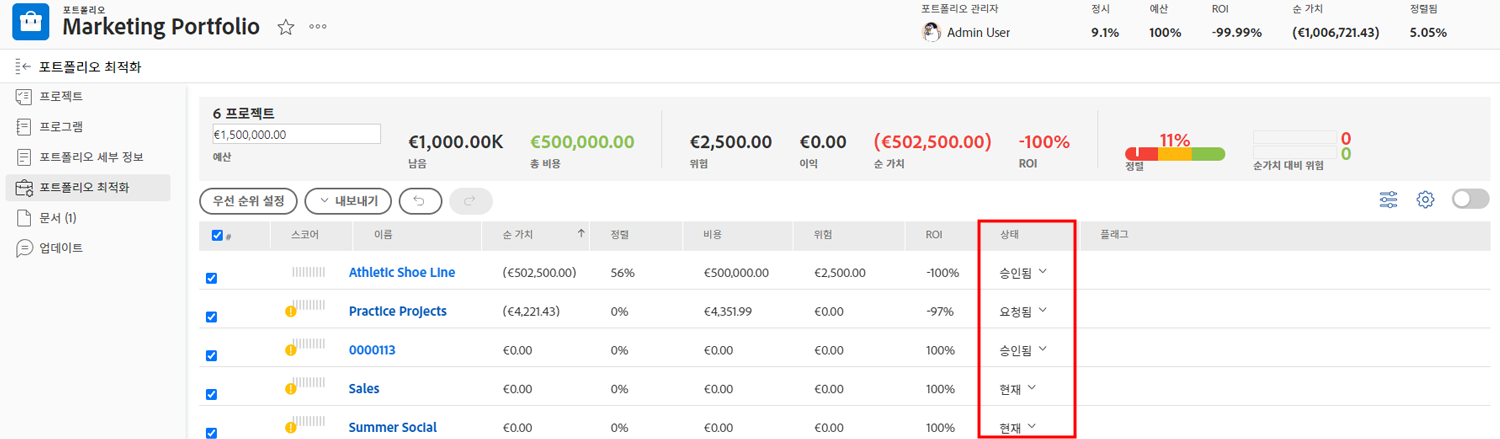 포트폴리오
Marketing Portfolio
포트폴리오 관리자
Admin User
정시
9.1%
예산
100%
ROI
-99.99%
순 가치
(€1,006,721.43)
정렬됨
5.05%
포트폴리오 최적화
프로젝트
프로그램
포트폴리오 세부 정보
포트폴리오 최적화
문서 (1)
업데이트
6 프로젝트
€1,500,000.00
예산
€1,000.00K
남음
€500,000.00
총 비용
€2,500.00
위험
€0.00
이익
(€502,500.00)
순 가치
-100%
ROI
11%
정렬
0
0
순가치 대비 위험
우선 순위 설정
내보내기
# 스코어 이름 순 가치 정렬 비용 위험 ROI 상태 플래그
Athletic Shoe Line (€502,500.00) 56% €500,000.00 €2,500.00 -100% 승인됨
Practice Projects (€4,221.43) 0% €4,351.99 €0.00 -97% 요청됨
0000113 €0.00 0% €0.00 €0.00 100% 승인됨
Sales €0.00 0% €0.00 €0.00 100% 현재
Summer Social €0.00 0% €0.00 €0.00 100% 현재